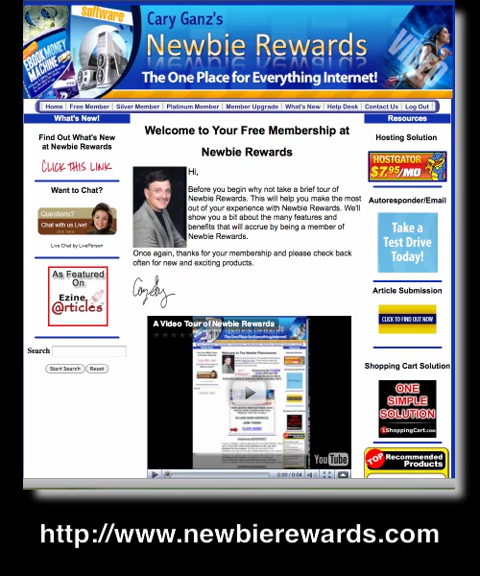 software
EBOOK MONEY
MACHINE
Cary Ganz's
Newbie Rewards
The One Place for Everything Internet!
VIDEO
Home | Free Member | Silver Member | Platinum Member | Member Upgrade | What's New | Help Desk | Contact Us | Log Out |
What's New!
Find Out What's New
at Newbie Rewards
CLICK THIS LINK
Want to Chat?
Questions?
Chat with us Live!
click here
Live Chat by LivePerson
As Featured
On
Ezine
@rticles
Search
Start Search Reset
Welcome to Your Free Membership at
Newbie Rewards
Hi,
Before you begin why not take a brief tour of
Newbie Rewards. This will help you make the most
out of your experience with Newbie Rewards. We'll
show you a bit about the many features and
benefits that will accrue by being a member of
Newbie Rewards.
Once again, thanks for your membership and please check back
often for new and exciting products.
A Video Tour of Newbie Rewards
YouTube
0:00 / 9:04
Resources
Hosting Solution
HOSTGATOR
$7.95/MO
Autoresponder/Email
Take a
Test Drive
Today!
Article Submission
CLICK TO FIND OUT NOW
Shopping Cart Solution
ONE
SIMPLE
SOLUTION
1ShoppingCart.com
TOP Recommended
Products
http://www.newbierewards.com